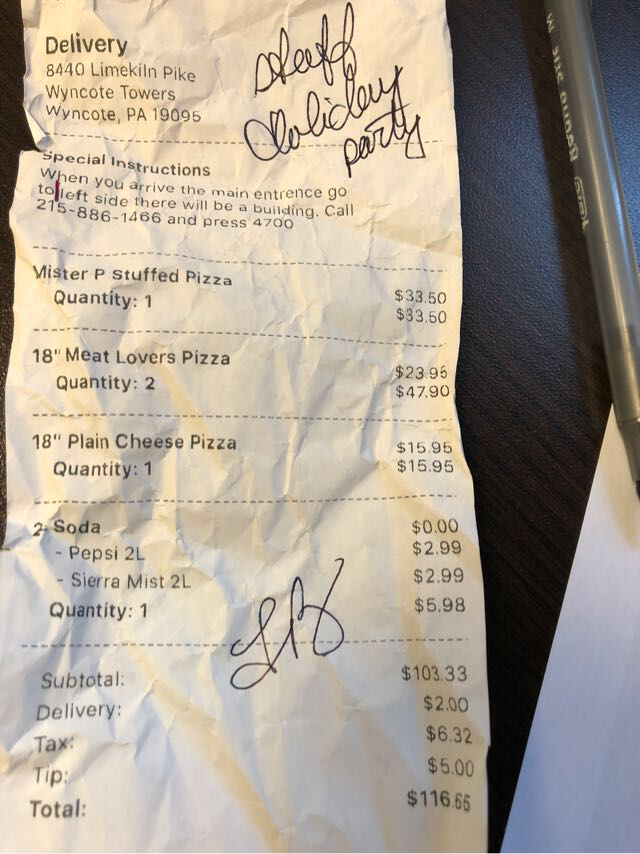 Delivery
8440 Limekiln Pike
Wyncote Towers
Wyncote, PA 19095
Staff
Holiday
party
Special Instructions
When you arrive the main entrence go
to left side there will be a building. Call
215-886-1466 and press 4700
Mister P Stuffed Pizza
$33.50
Quantity: 1
$33.50
18" Meat Lovers Pizza
$23.95
Quantity: 2
$47.90
18" Plain Cheese Pizza
$15.95
Quantity: 1
$15.95
2- Soda $0.00
- Pepsi 2L $2.99
- Sierra Mist 2L $2.99
Quantity: 1 $5.98
Subtotal: $103.33
Delivery: $2.00
Tax: $6.32
Tip: $5.00
Total: $116.65